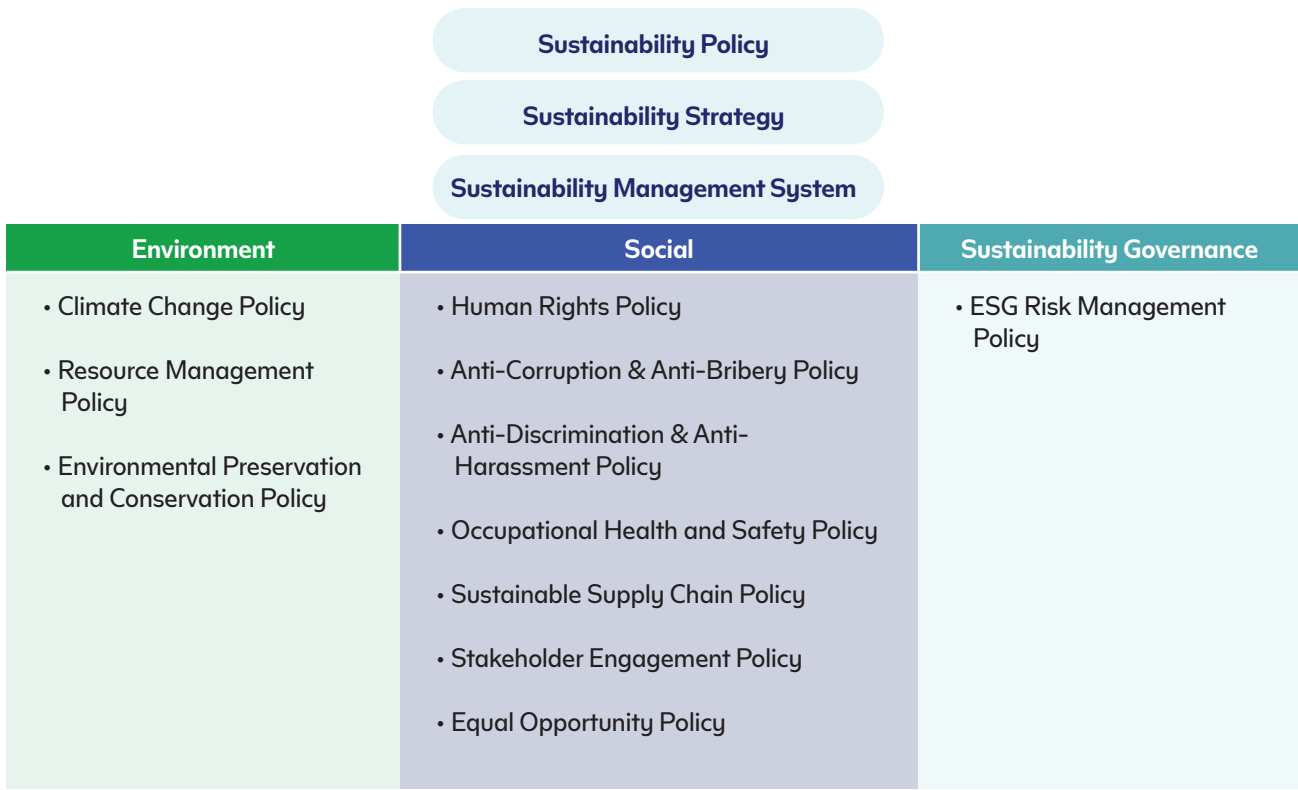 Sustainability Policy
Sustainability Strategy
Sustainability Management System
Environment
• Climate Change Policy
• Resource Management
Policy
• Environmental Preservation
and Conservation Policy
Social
• Human Rights Policy
• Anti-Corruption & Anti-Bribery Policy
• Anti-Discrimination & Anti-
Harassment Policy
• Occupational Health and Safety Policy
• Sustainable Supply Chain Policy
• Stakeholder Engagement Policy
• Equal Opportunity Policy
Sustainability Governance
• ESG Risk Management
Policy